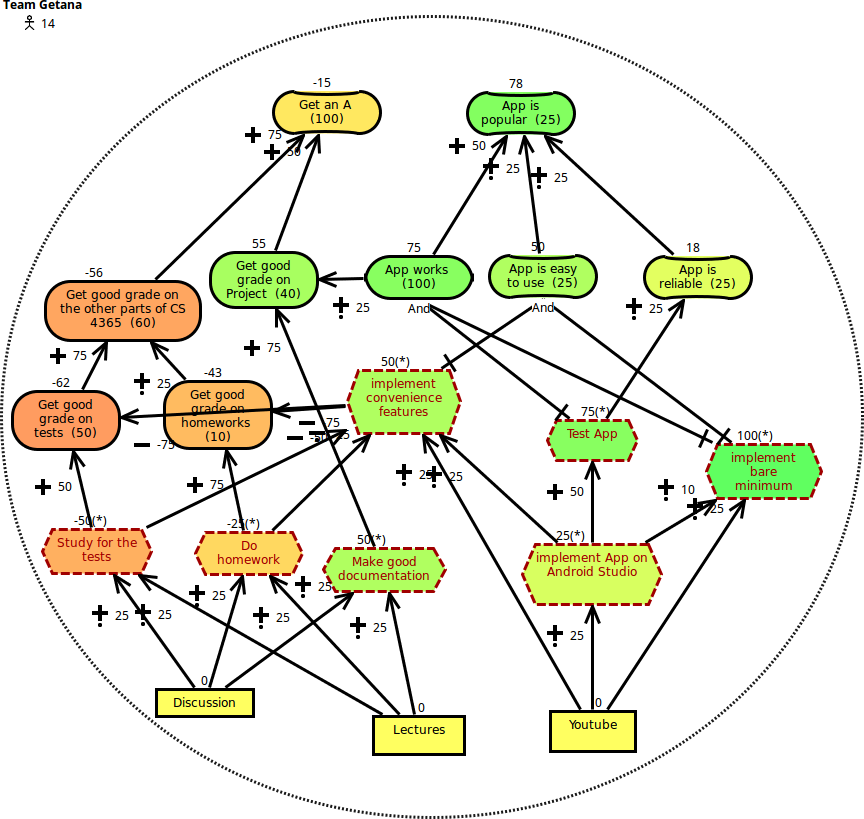 Team Getana
14
-15
Get an A
(100)
78
App is
popular (25)
75
50
50
25
25
-56
Get good grade on
the other parts of CS
4365 (60)
55
Get good
grade on
Project (40)
75
App works
(100)
50
App is easy
to use (25)
18
App is
reliable (25)
25
And
And
25
75
75
25
-62
Get good
grade on
tests (50)
-43
Get good
grade on
homeworks
(10)
50(*)
implement
convenience
features
75(*)
Test App
100(*)
implement
bare
minimum
-75
-75
-50
25
50
75
25
25
50
10
25
-50(*)
Study for the
tests
-25(*)
Do
homework
50(*)
Make good
documentation
25(*)
implement App on
Android Studio
25
25
25
25
25
25
25
0
Discussion
0
Lectures
0
Youtube